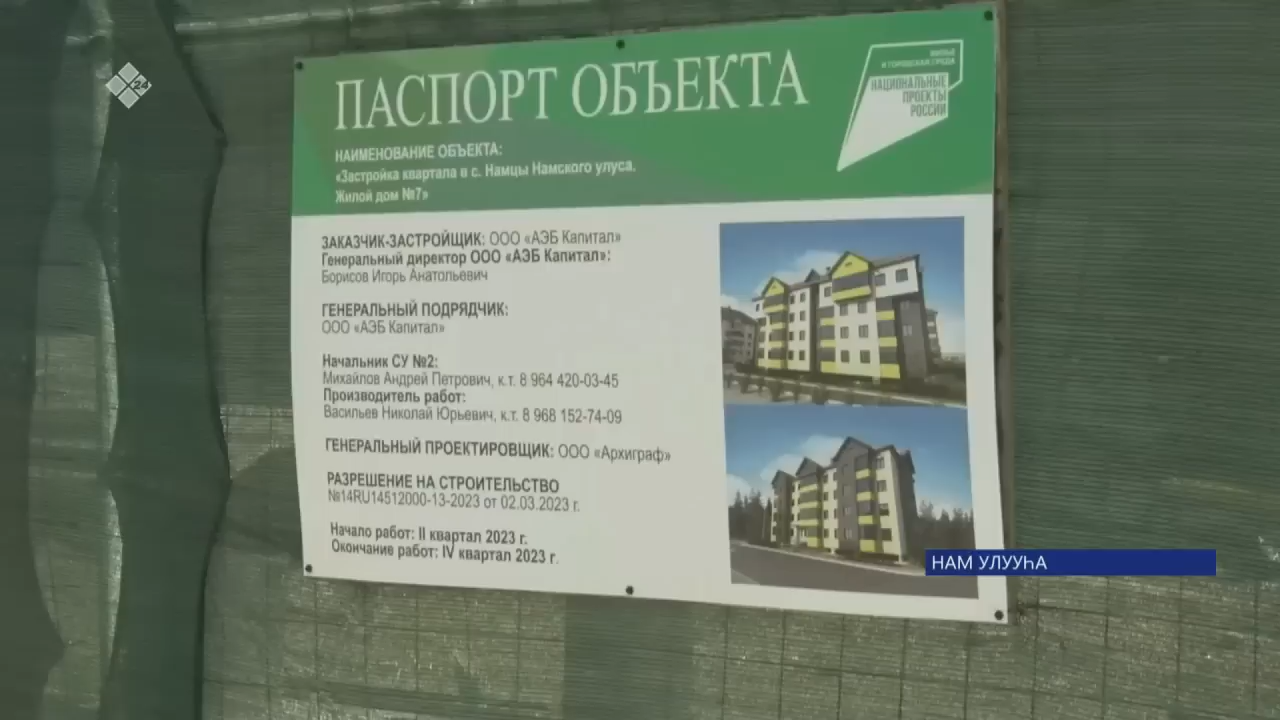 Х24
ПАСПОРТ ОБЪЕКТА
ЖИЛЬЕ
И ГОРОДСКАЯ СРЕДА
НАЦИОНАЛЬНЫЕ
ПРОЕКТЫ
РОССИИ
НАИМЕНОВАНИЕ ОБЪЕКТА:
«Застройка квартала в с. Намцы Намского улуса.
Жилой дом №7»
ЗАКАЗЧИК-ЗАСТРОЙЩИК: ООО «АЭБ Капитал»
Генеральный директор ООО «АЭБ Капитал»:
Борисов Игорь Анатольевич
ГЕНЕРАЛЬНЫЙ ПОДРЯДЧИК:
ООО «АЭБ Капитал»
Начальник СУ №2:
Михайлов Андрей Петрович, к.т. 8 964 420-03-45
Производитель работ:
Васильев Николай Юрьевич, к.т. 8 968 152-74-09
ГЕНЕРАЛЬНЫЙ ПРОЕКТИРОВЩИК: ООО «Архиграф»
РАЗРЕШЕНИЕ НА СТРОИТЕЛЬСТВО
№14RU14512000-13-2023 от 02.03.2023 г.
Начало работ: II квартал 2023 г.
Окончание работ: IV квартал 2023 г.
НАМ УЛУУҺА